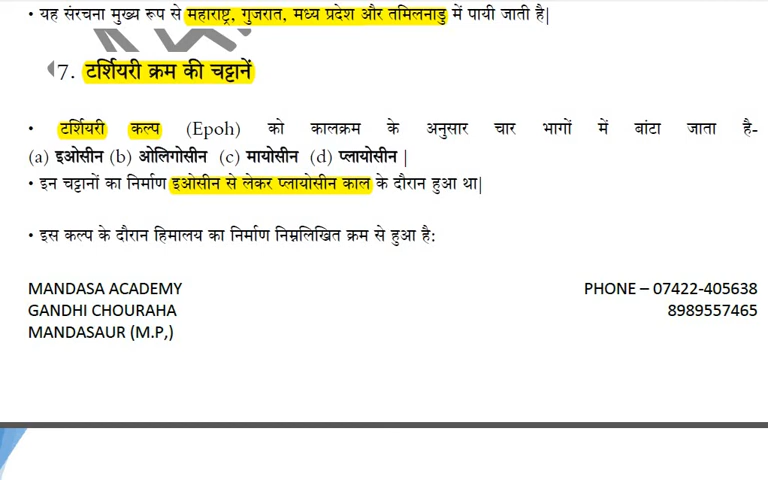 • यह संरचना मुख्य रूप से महाराष्ट्र, गुजरात, मध्य प्रदेश और तमिलनाडु में पायी जाती है|
7. टर्शियरी क्रम की चट्टानें
• टर्शियरी कल्प (Epoh) को कालक्रम के अनुसार चार भागों में बांटा जाता है-
(a) इओसीन (b) ओलिगोसीन (c) मायोसीन (d) प्लायोसीन |
• इन चट्टानों का निर्माण इओसीन से लेकर प्लायोसीन काल के दौरान हुआ था|
• इस कल्प के दौरान हिमालय का निर्माण निम्नलिखित क्रम से हुआ है:
MANDASA ACADEMY PHONE – 07422-405638
GANDHI CHOURAHA 8989557465
MANDASAUR (M.P,)